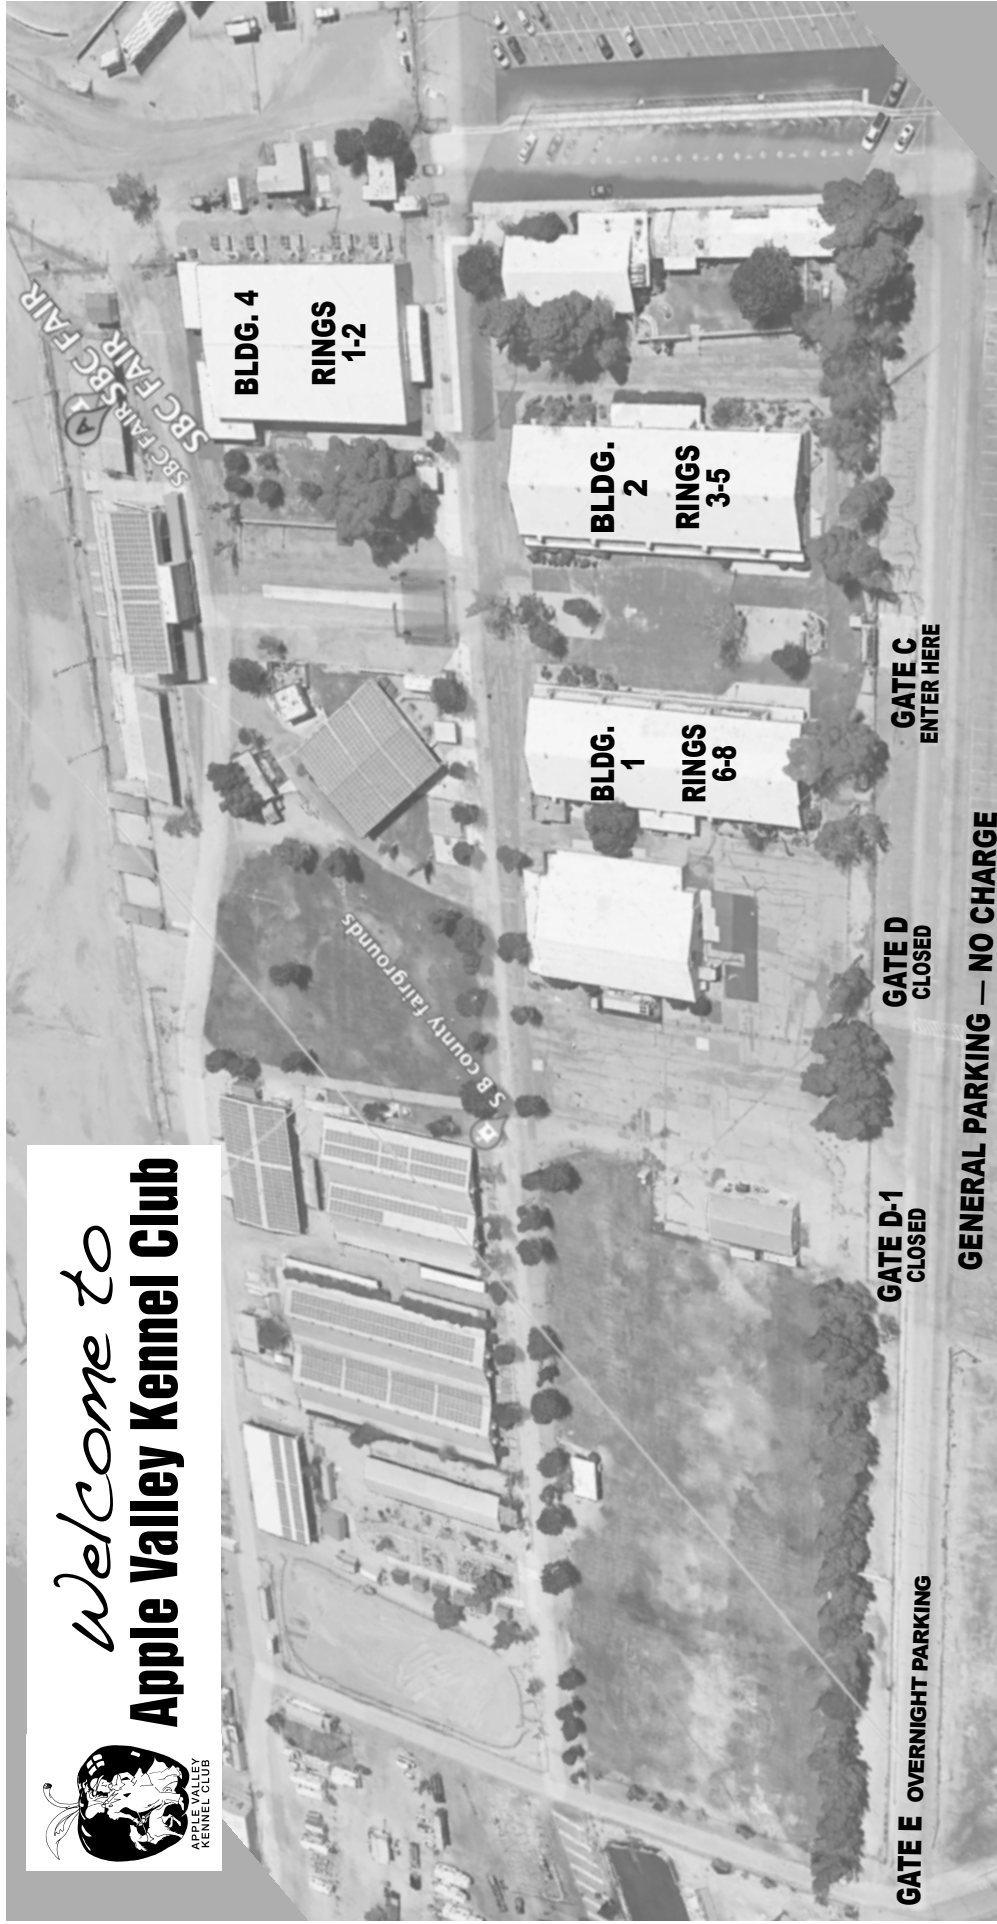 Welcome to
Apple Valley Kennel Club
APPLE VALLEY
KENNEL CLUB
SBC FAIR
SBC FAIR
SBC FAIR
BLDG. 4
RINGS
1-2
BLDG.
2
RINGS
3-5
BLDG.
1
RINGS
6-8
S B county fairgrounds
GATE E OVERNIGHT PARKING
GATE D-1
CLOSED
GATE D
CLOSED
GATE C
ENTER HERE
GENERAL PARKING — NO CHARGE